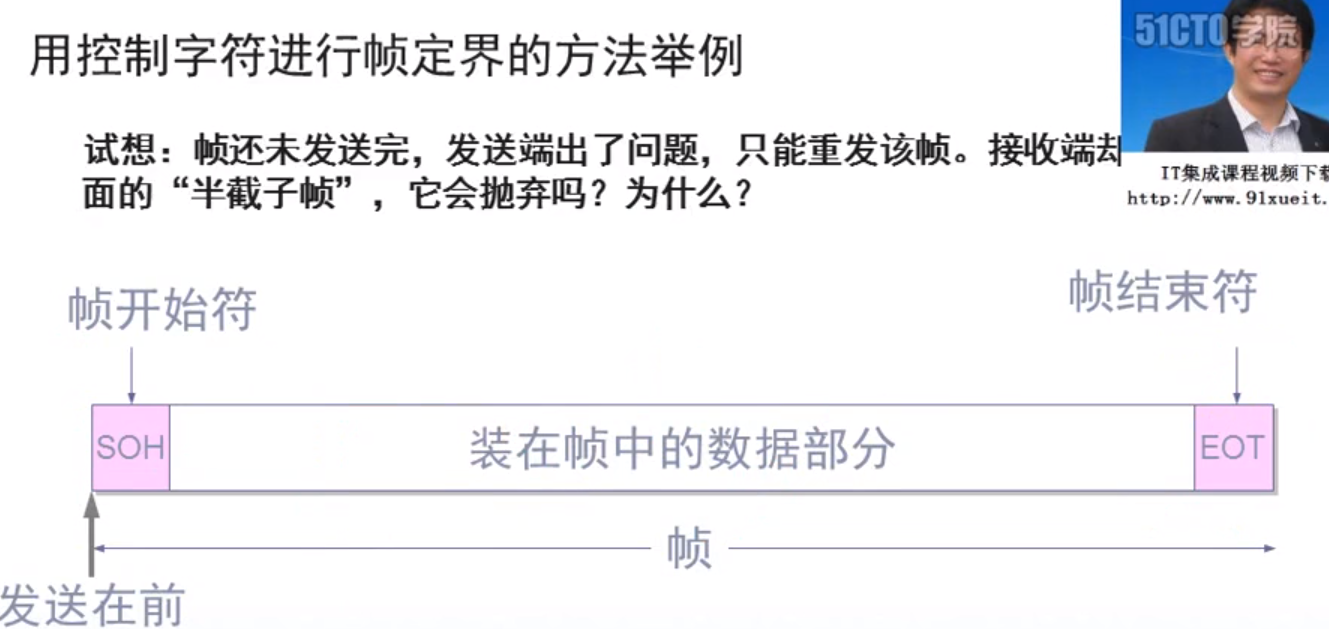 用控制字符进行帧定界的方法举例
51CTO学院
试想：帧还未发送完，发送端出了问题，只能重发该帧。接收端却
面的“半截子帧”，它会抛弃吗？为什么？
IT集成课程视频下载
http://www.91xueit.
帧开始符
帧结束符
SOH
装在帧中的数据部分
EOT
帧
发送在前